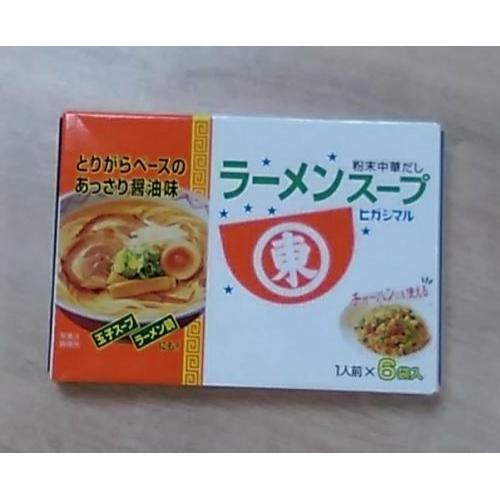 とりがらベースの
あっさり醤油味
玉子スープ
ラーメン鍋
にも!
粉末中華だし
ラーメンスープ
ヒガシマル
東
チャーハンにも使える
1人前×6袋入